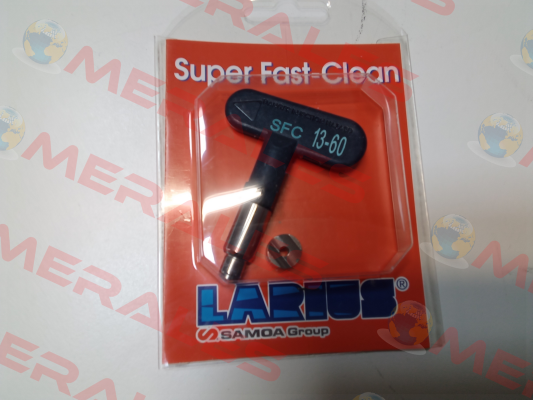 Super Fast-Clean
SFC 13-60
LARIUS®
SAMOA Group